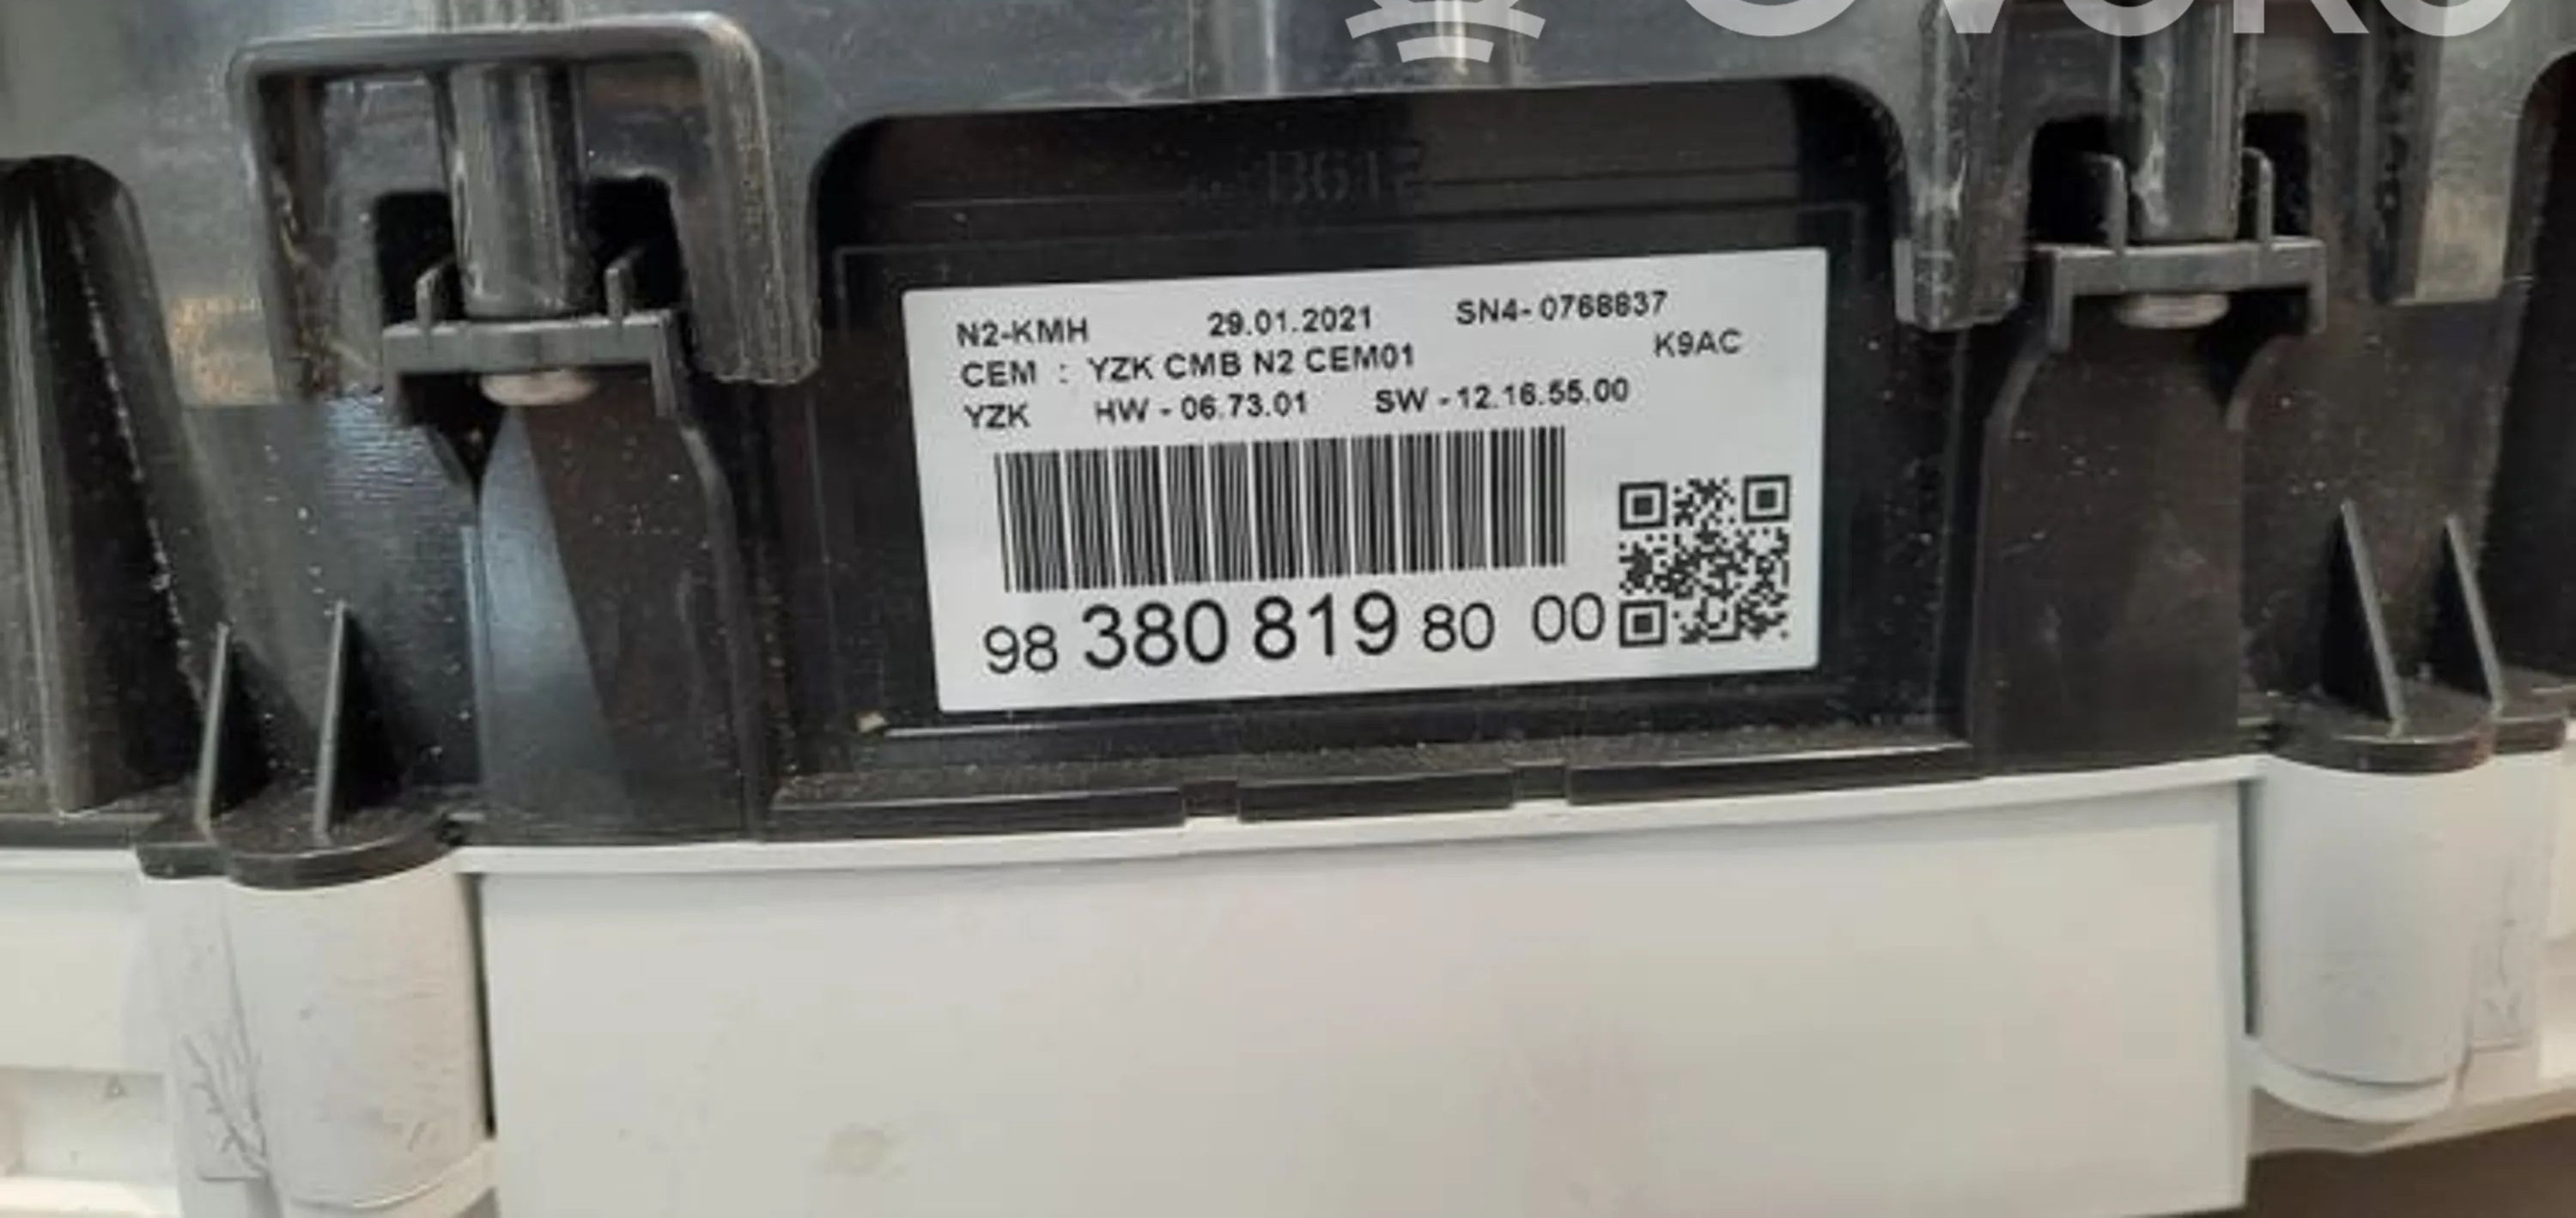 N2-KMH 29.01.2021 SN4-0768837
K9AC
CEM : YZK CMB N2 CEM01
YZK HW - 06.73.01 SW - 12.16.55.00
98 380 819 80 00